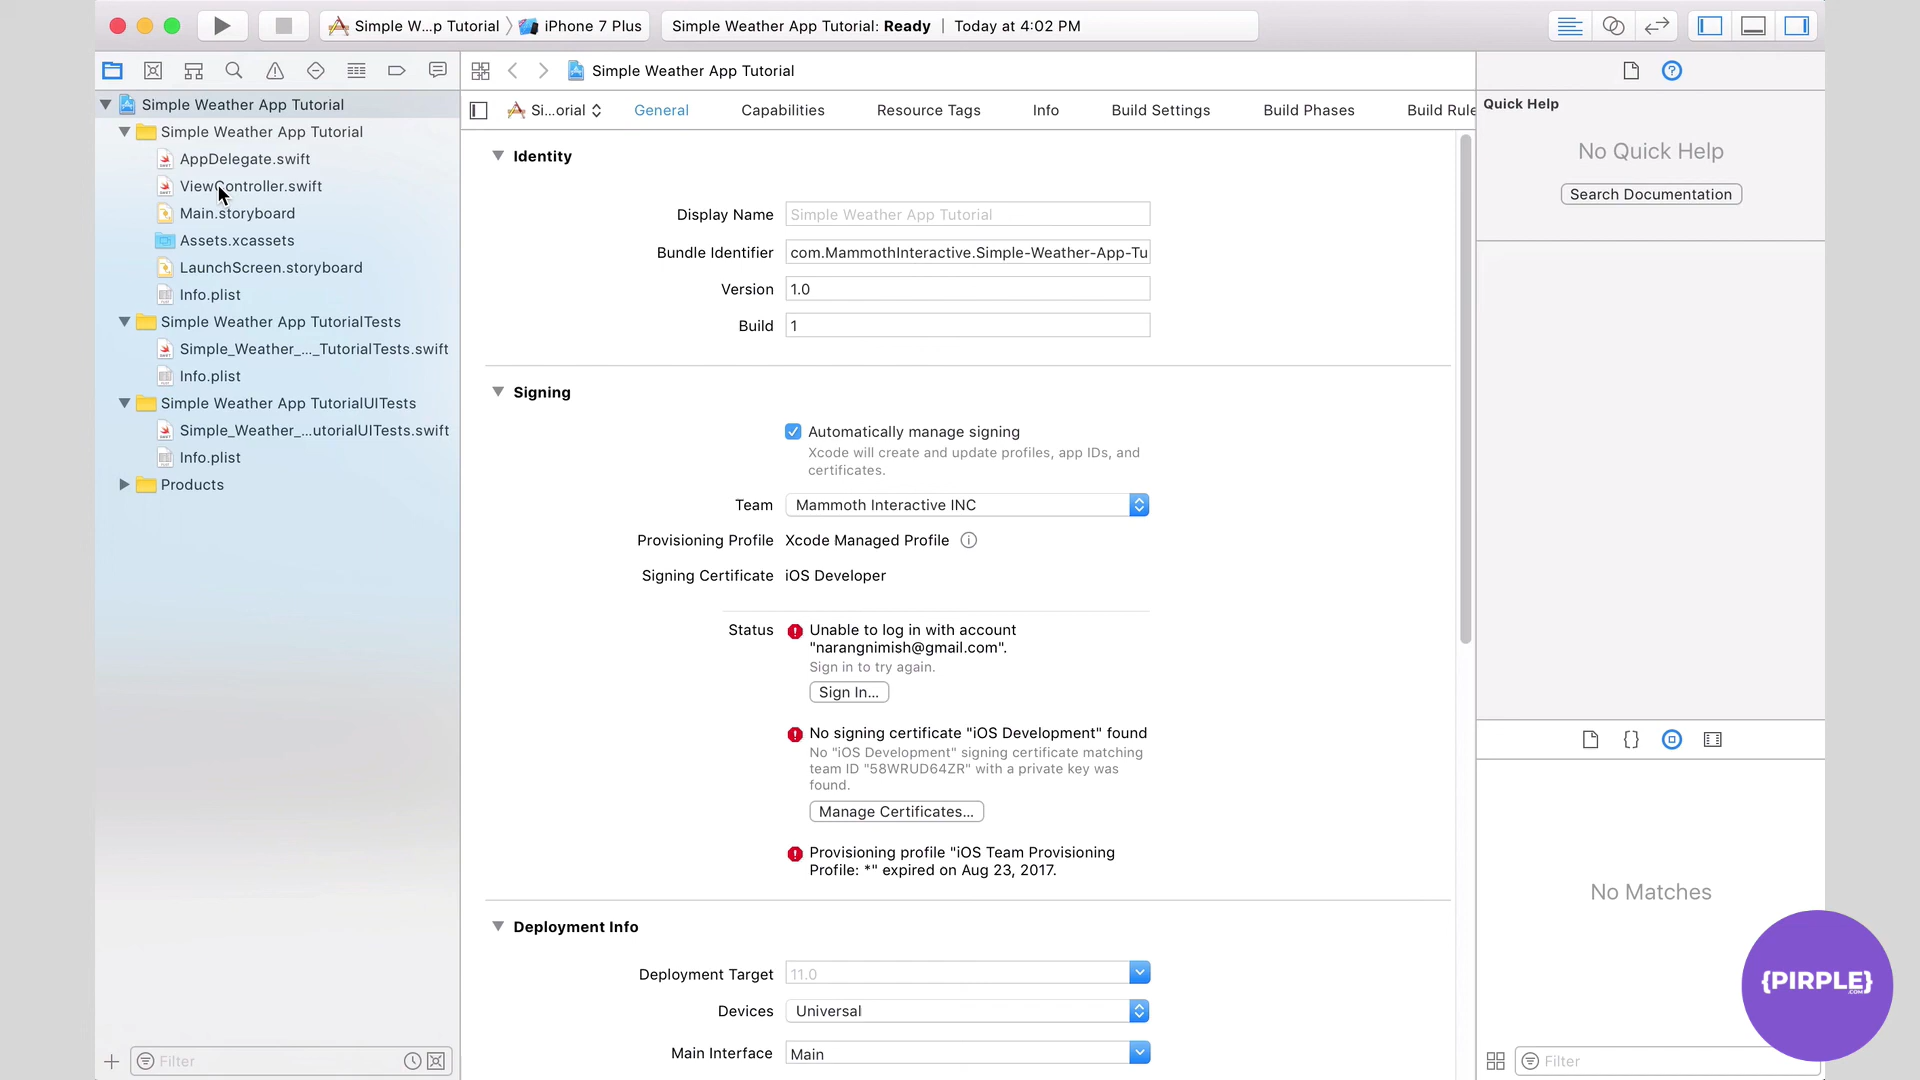 Simple W...p Tutorial
iPhone 7 Plus
Simple Weather App Tutorial: Ready | Today at 4:02 PM
Simple Weather App Tutorial
Simple Weather App Tutorial
AppDelegate.swift
ViewController.swift
Main.storyboard
Assets.xcassets
LaunchScreen.storyboard
Info.plist
Simple Weather App TutorialTests
Simple_Weather_..._TutorialTests.swift
Info.plist
Simple Weather App TutorialUITests
Simple_Weather_...utorialUITests.swift
Info.plist
Products
Filter
Simple Weather App Tutorial
Si...orial General Capabilities Resource Tags Info Build Settings Build Phases Build Rule
Identity
Display Name Simple Weather App Tutorial
Bundle Identifier com.MammothInteractive.Simple-Weather-App-Tu
Version 1.0
Build 1
Signing
Automatically manage signing
Xcode will create and update profiles, app IDs, and
certificates.
Team Mammoth Interactive INC
Provisioning Profile Xcode Managed Profile
Signing Certificate iOS Developer
Status Unable to log in with account
"narangnimish@gmail.com".
Sign in to try again.
Sign In...
No signing certificate "iOS Development" found
No "iOS Development" signing certificate matching
team ID "58WRUD64ZR" with a private key was
found.
Manage Certificates...
Provisioning profile "iOS Team Provisioning
Profile: *" expired on Aug 23, 2017.
Deployment Info
Deployment Target 11.0
Devices Universal
Main Interface Main
Quick Help
No Quick Help
Search Documentation
{}
No Matches
{PIRPLE}
.COM
Filter